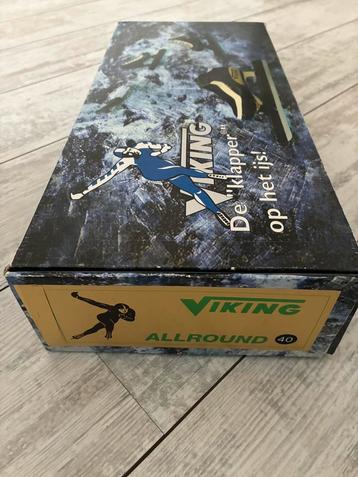 VIKING
De "klapper"
op het ijs!
VIKING
ALLROUND 40